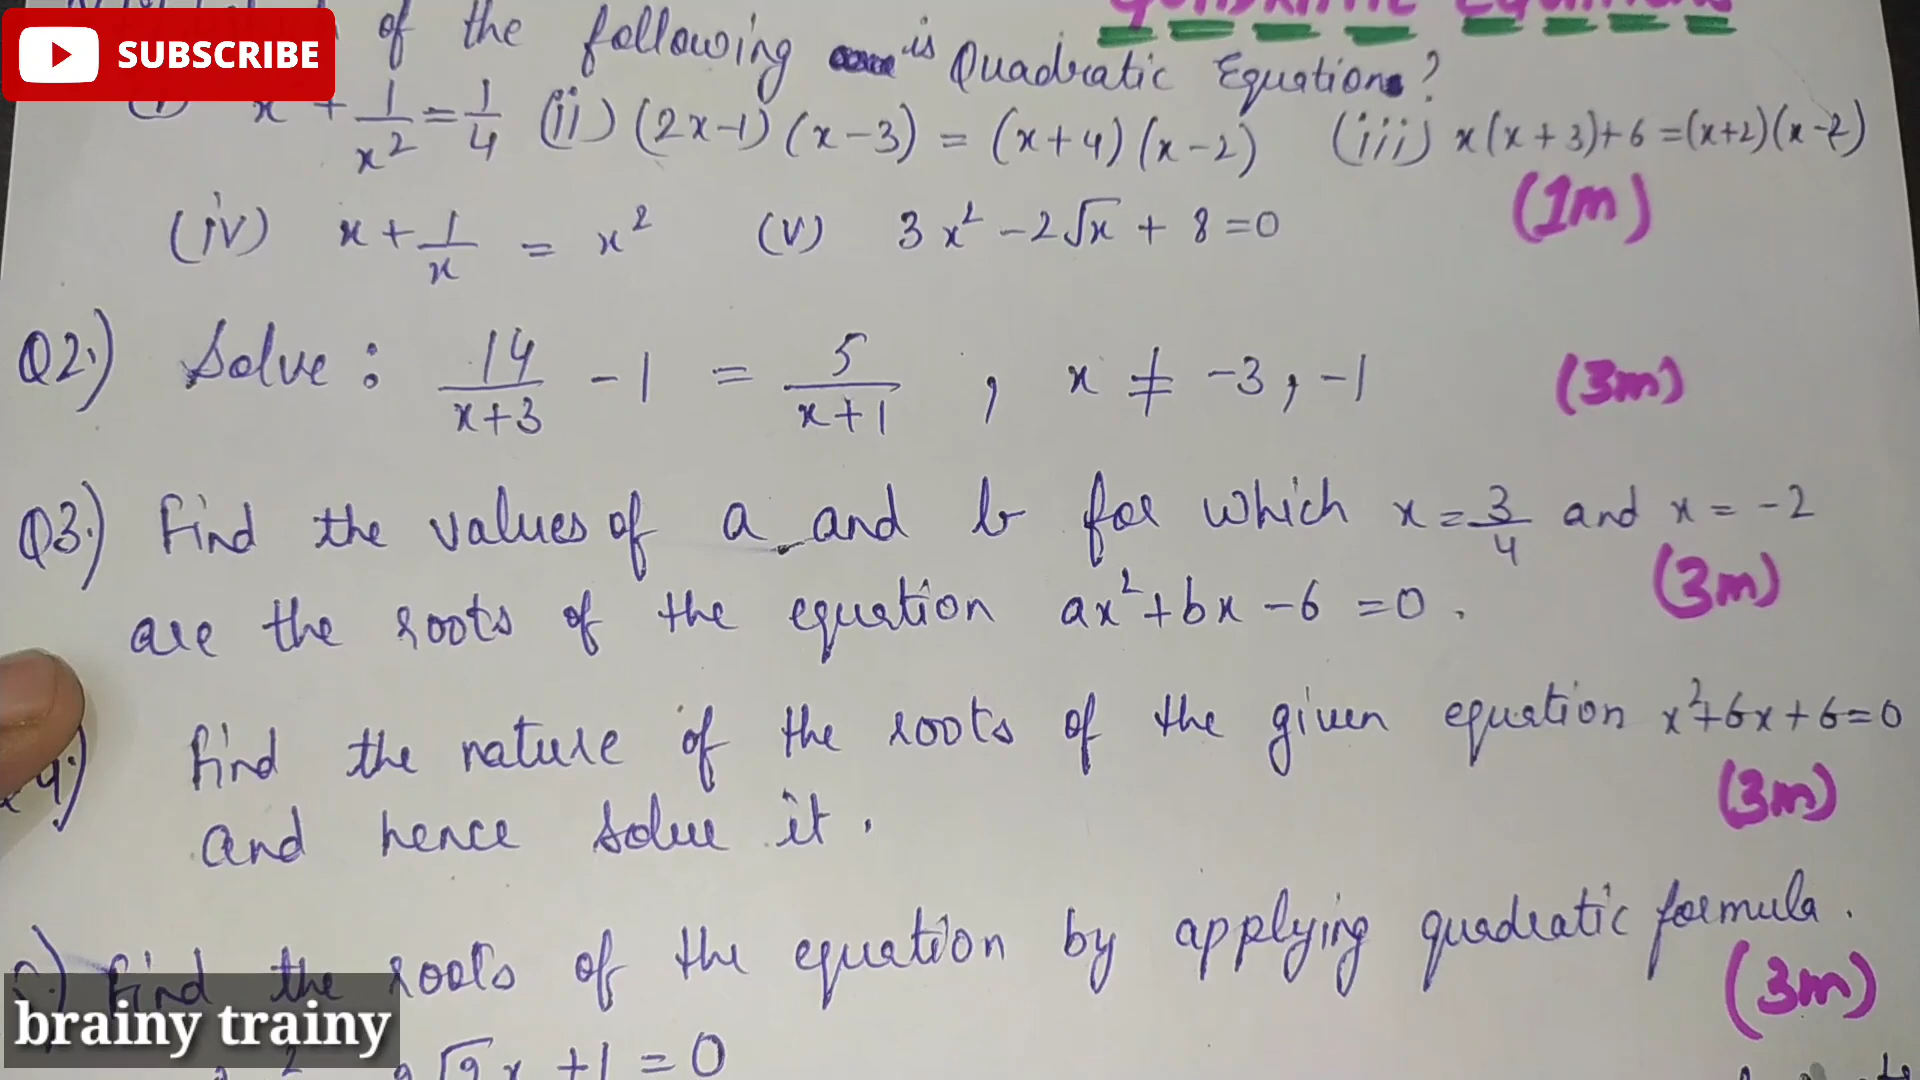 SUBSCRIBE
of the following is Quadratic Equation?
x + 1/x² = 1/4 (ii) (2x-1)(x-3) = (x+4)(x-2) (iii) x(x+3)+6 =(x+2)(x-2)
(1m)
(iv) x + 1/x = x² (v) 3x² - 2√x + 8 = 0
Q2.) Solve : 14/x+3 - 1 = 5/x+1 , x ≠ -3, -1 (3m)
Q3.) Find the values of a and b for which x = 3/4 and x = -2
are the roots of the equation ax²+bx-6 = 0. (3m)
4.) Find the nature of the roots of the given equation x²+6x+6=0
and hence solve it. (3m)
Find the roots of the equation by applying quadratic formula.
(3m)
brainy trainy
x + 1 = 0